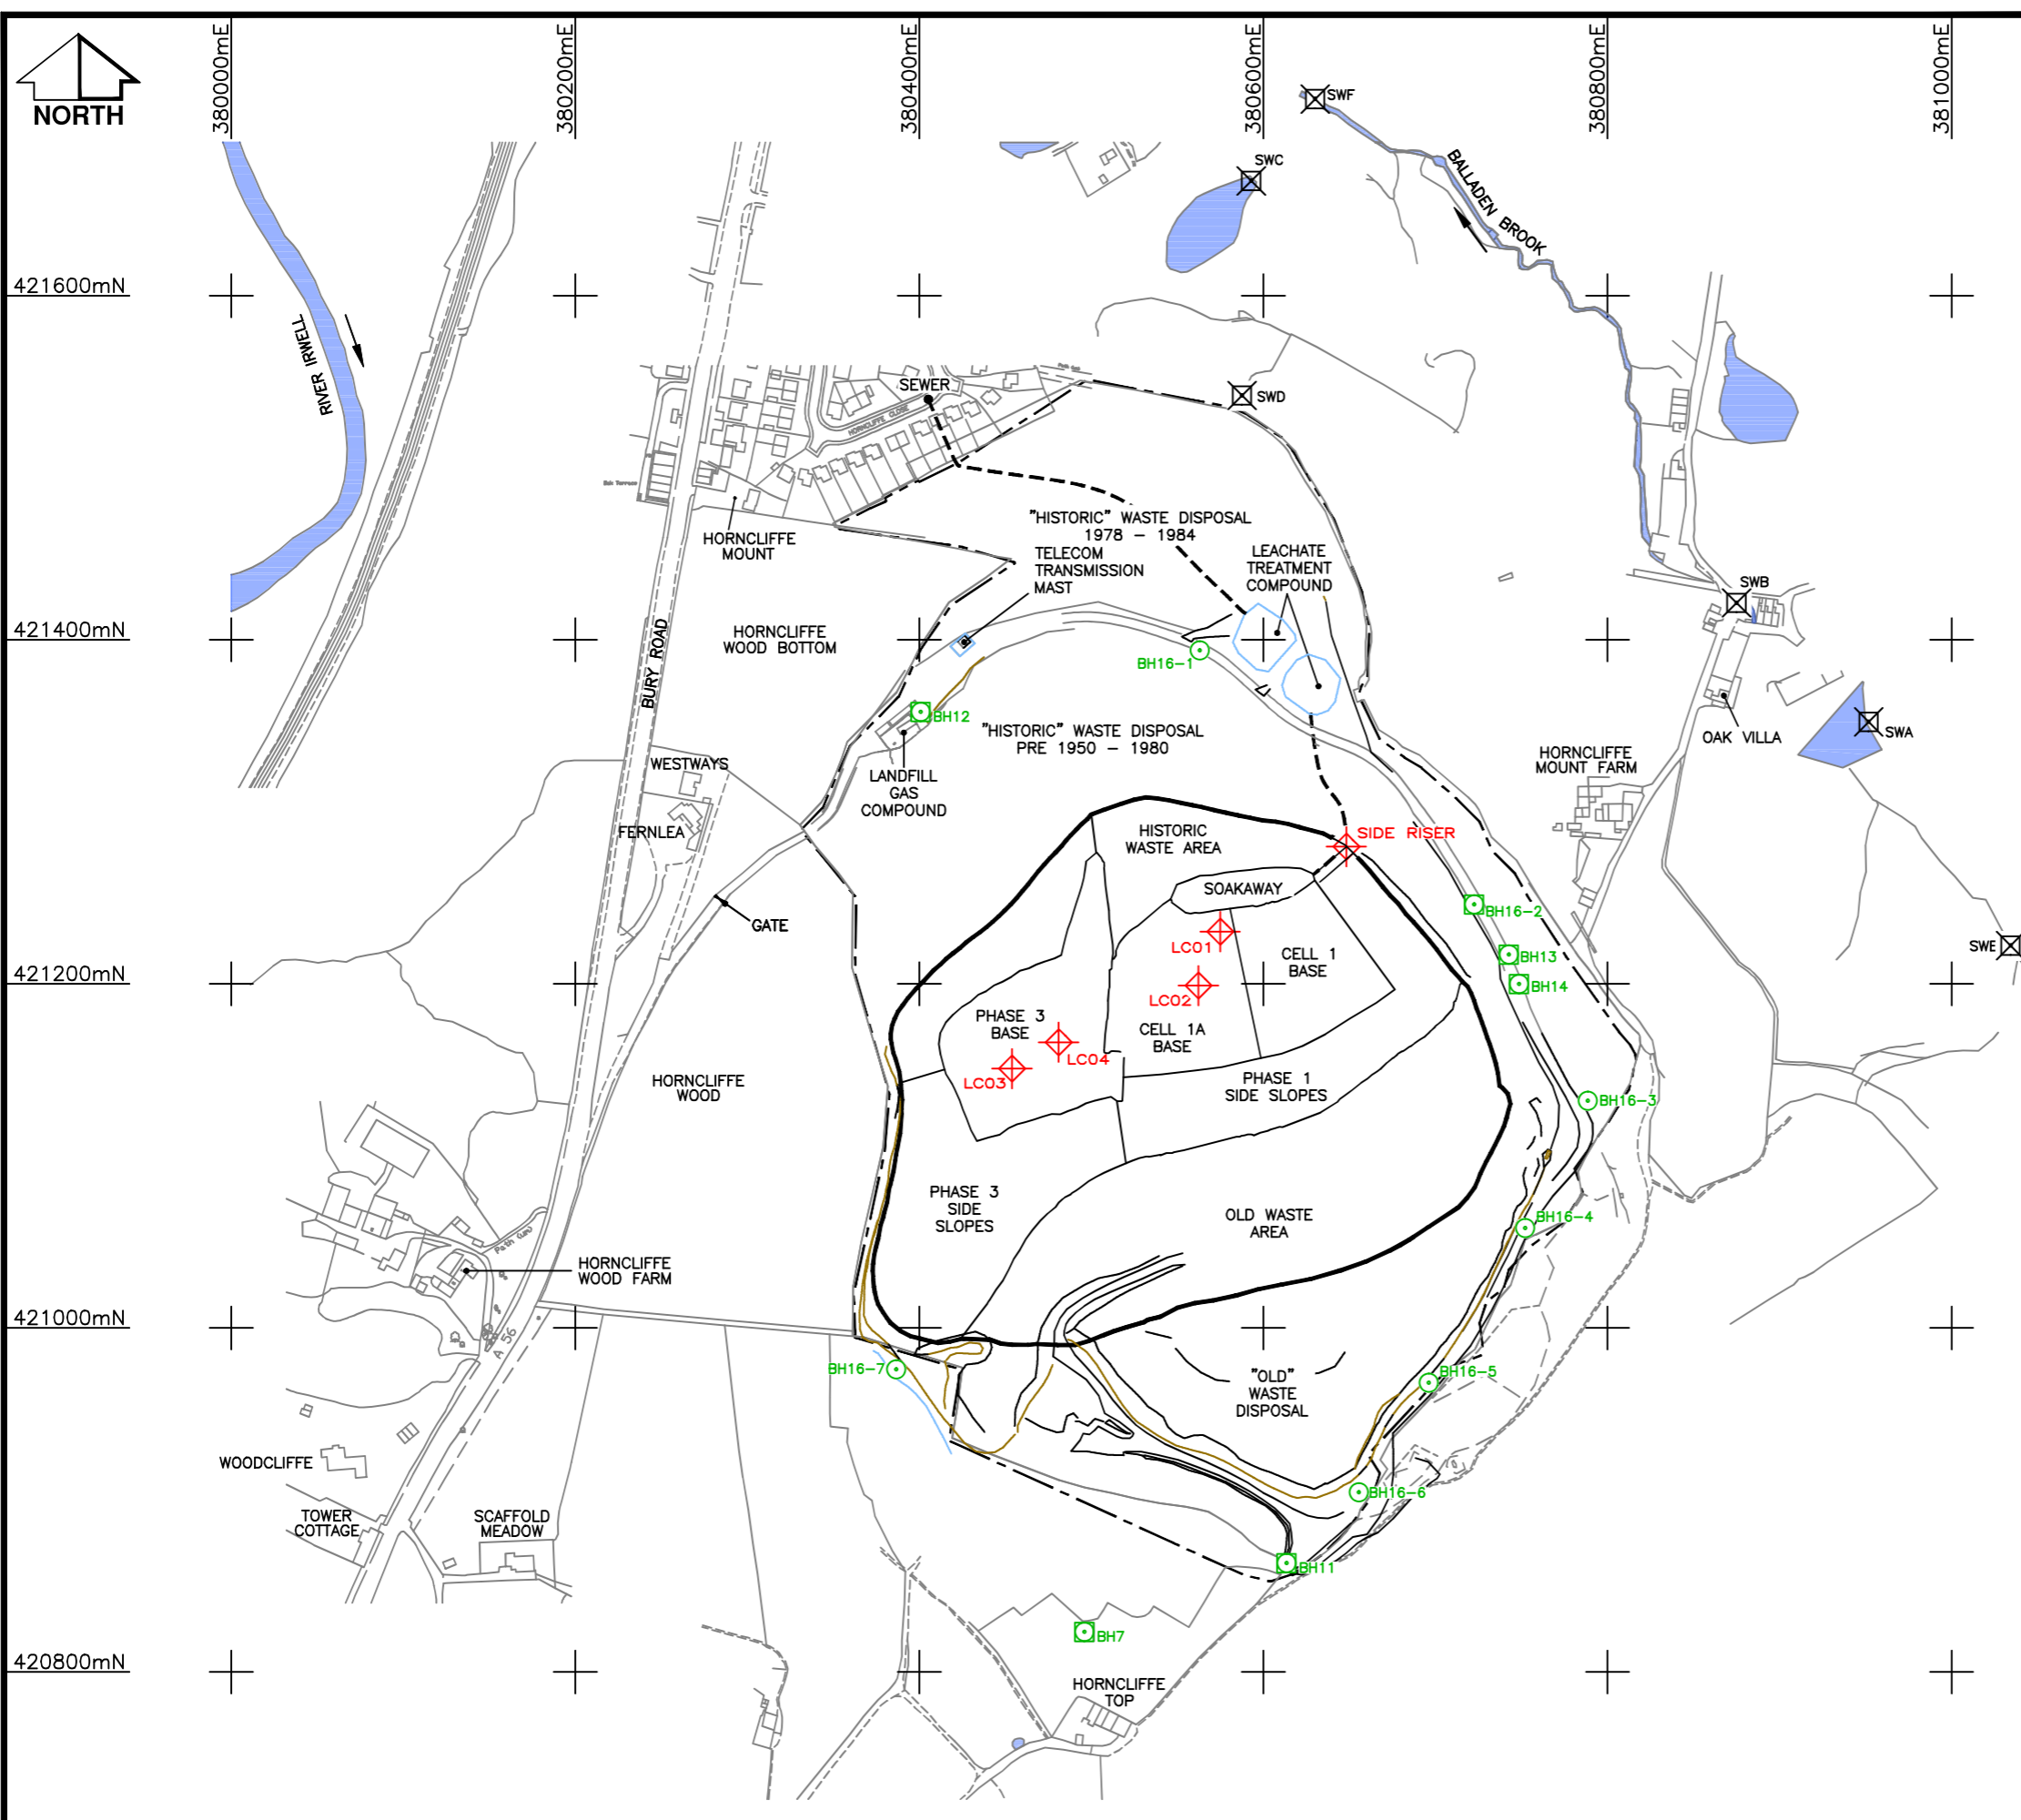 380000mE
380200mE
380400mE
380600mE
380800mE
381000mE
NORTH
SWF
SWC
BALLADEN BROOK
421600mN
RIVER IRWELL
SEWER
HORNCLIFFE CLOSE
SWD
"HISTORIC" WASTE DISPOSAL
1978 - 1984
HORNCLIFFE
MOUNT
TELECOM
TRANSMISSION
MAST
LEACHATE
TREATMENT
COMPOUND
SWB
421400mN
HORNCLIFFE
WOOD BOTTOM
BURY ROAD
BH16-1
BH12
"HISTORIC" WASTE DISPOSAL
PRE 1950 - 1980
OAK VILLA
SWA
HORNCLIFFE
MOUNT FARM
WESTWAYS
LANDFILL
GAS
COMPOUND
FERNLEA
HISTORIC
WASTE AREA
SIDE RISER
SOAKAWAY
GATE
BH16-2
LC01
CELL 1
BASE
BH13
SWE
421200mN
BH14
LC02
PHASE 3
BASE
CELL 1A
BASE
LC04
LC03
HORNCLIFFE
WOOD
PHASE 1
SIDE SLOPES
BH16-3
PHASE 3
SIDE
SLOPES
OLD WASTE
AREA
BH16-4
Path (um)
HORNCLIFFE
WOOD FARM
421000mN
A 56
BH16-7
"OLD"
WASTE
DISPOSAL
BH16-5
WOODCLIFFE
BH16-6
TOWER
COTTAGE
SCAFFOLD
MEADOW
BH11
BH7
420800mN
HORNCLIFFE
TOP